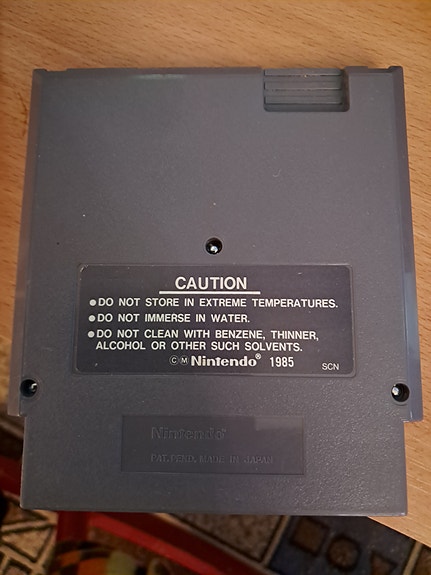 CAUTION
● DO NOT STORE IN EXTREME TEMPERATURES.
● DO NOT IMMERSE IN WATER.
● DO NOT CLEAN WITH BENZENE, THINNER,
ALCOHOL OR OTHER SUCH SOLVENTS.
©Ⓜ Nintendo® 1985 SCN
Nintendo®
PAT. PEND. MADE IN JAPAN